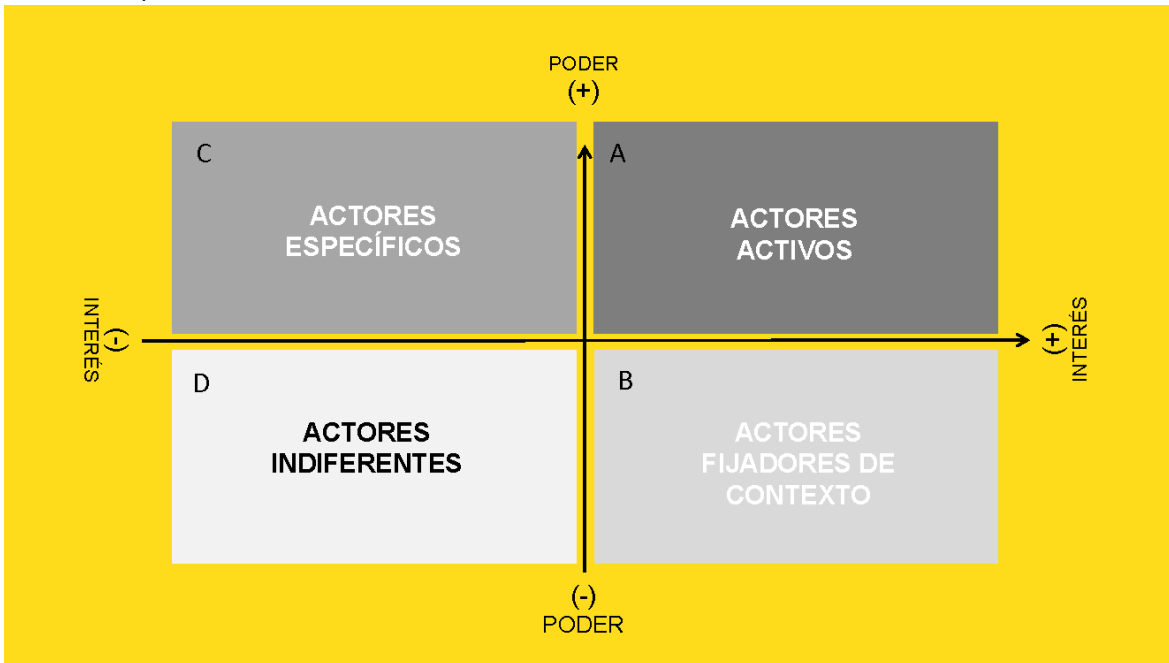 PODER
(+)
C
A
ACTORES
ESPECÍFICOS
ACTORES
ACTIVOS
INTERÉS
(-)
(+)
INTERÉS
D
B
ACTORES
INDIFERENTES
ACTORES
FIJADORES DE
CONTEXTO
(-)
PODER